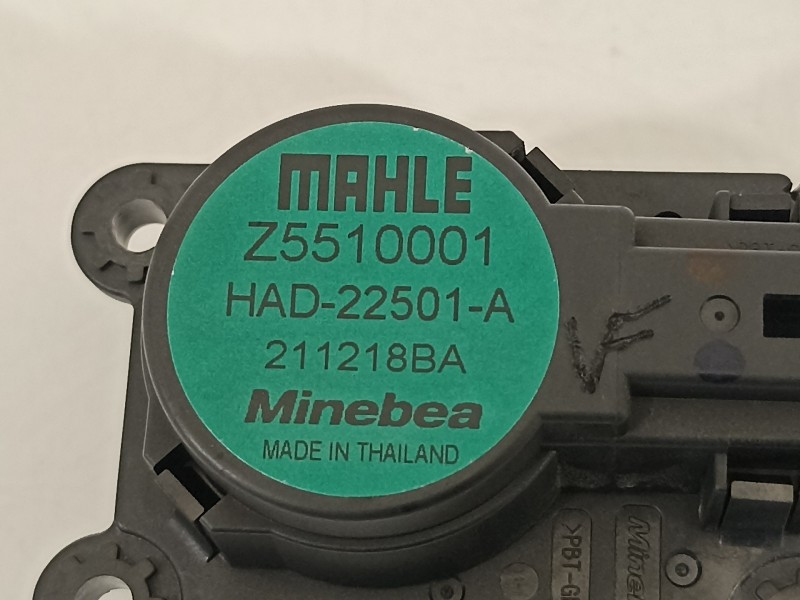 MAHLE
Z5510001
HAD-22501-A
211218BA
Minebea
MADE IN THAILAND